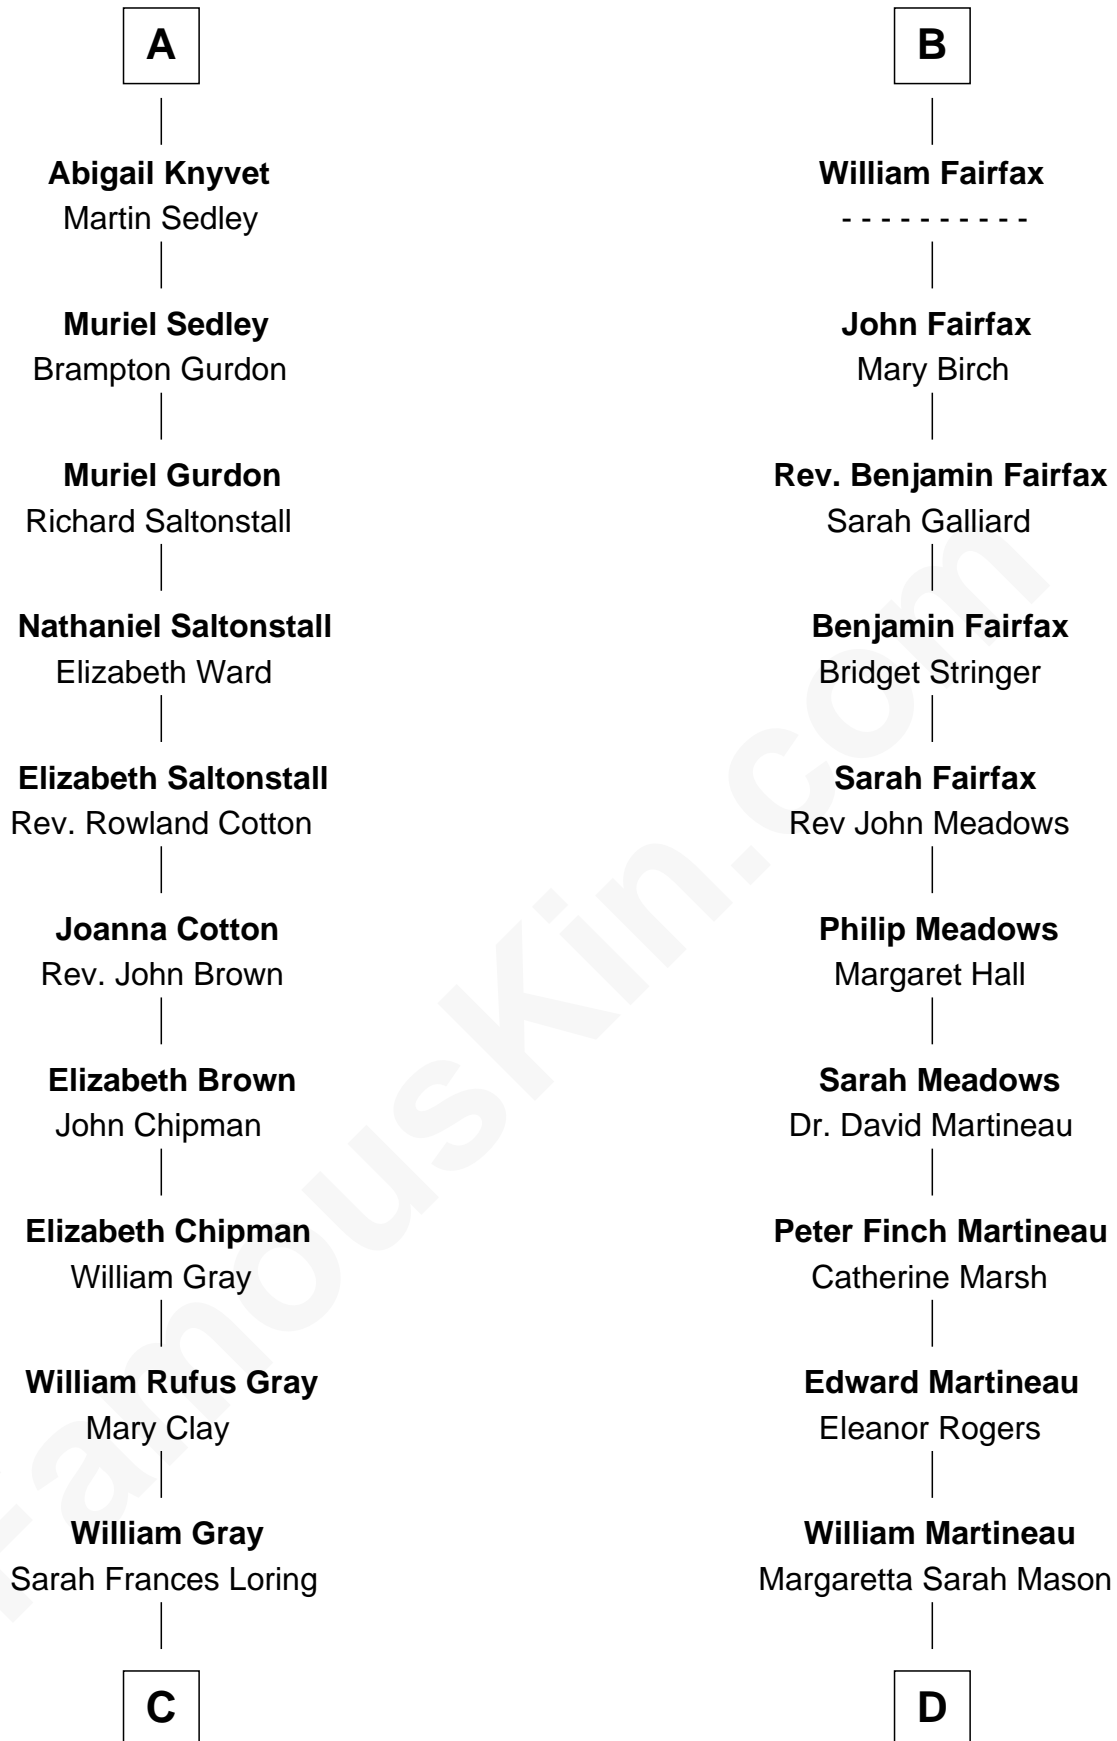 A
Abigail Knyvet
Martin Sedley
Muriel Sedley
Brampton Gurdon
Muriel Gurdon
Richard Saltonstall
Nathaniel Saltonstall
Elizabeth Ward
Elizabeth Saltonstall
Rev. Rowland Cotton
Joanna Cotton
Rev. John Brown
Elizabeth Brown
John Chipman
Elizabeth Chipman
William Gray
William Rufus Gray
Mary Clay
William Gray
Sarah Frances Loring
C
B
William Fairfax
- - - - - - - - - -
John Fairfax
Mary Birch
Rev. Benjamin Fairfax
Sarah Galliard
Benjamin Fairfax
Bridget Stringer
Sarah Fairfax
Rev John Meadows
Philip Meadows
Margaret Hall
Sarah Meadows
Dr. David Martineau
Peter Finch Martineau
Catherine Marsh
Edward Martineau
Eleanor Rogers
William Martineau
Margaretta Sarah Mason
D
FamousKin.com